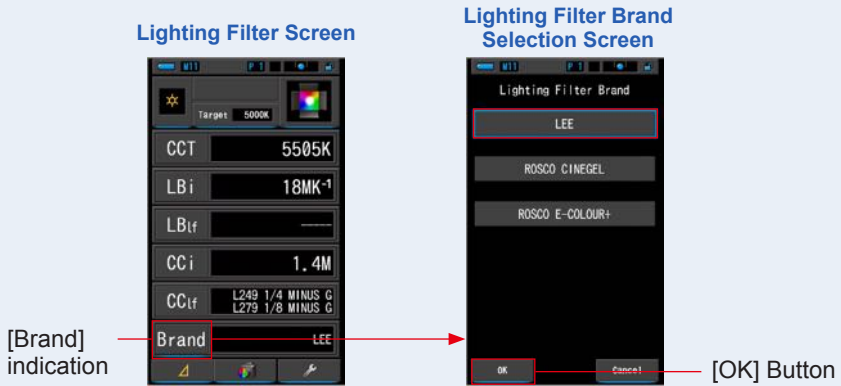 Lighting Filter Screen
M11 P 1
Target 5000K
CCT 5505K
LBi 18MK-1
LBlf -----
CCi 1.4M
CClf L249 1/4 MINUS G
L279 1/8 MINUS G
Brand LEE
[Brand]
indication
Lighting Filter Brand
Selection Screen
M11 P 1
Lighting Filter Brand
LEE
ROSCO CINEGEL
ROSCO E-COLOUR+
OK Cancel
[OK] Button